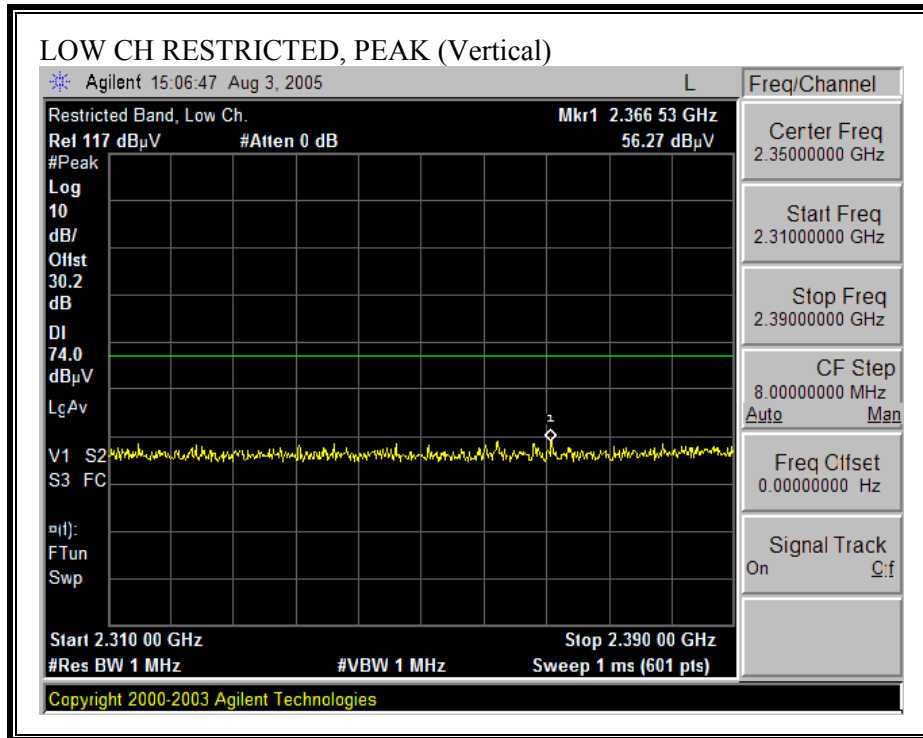 LOW CH RESTRICTED, PEAK (Vertical)
Agilent 15:06:47 Aug 3, 2005 L
Restricted Band, Low Ch. Mkr1 2.366 53 GHz
Ref 117 dBµV #Atten 0 dB 56.27 dBµV
#Peak
Log
10
dB/
Offst
30.2
dB
DI
74.0
dBµV
LgAv
1
V1 S2
S3 FC
¤(f):
FTun
Swp
Start 2.310 00 GHz Stop 2.390 00 GHz
#Res BW 1 MHz #VBW 1 MHz Sweep 1 ms (601 pts)
Copyright 2000-2003 Agilent Technologies
Freq/Channel
Center Freq
2.35000000 GHz
Start Freq
2.31000000 GHz
Stop Freq
2.39000000 GHz
CF Step
8.00000000 MHz
Auto Man
Freq Offset
0.00000000 Hz
Signal Track
On Off